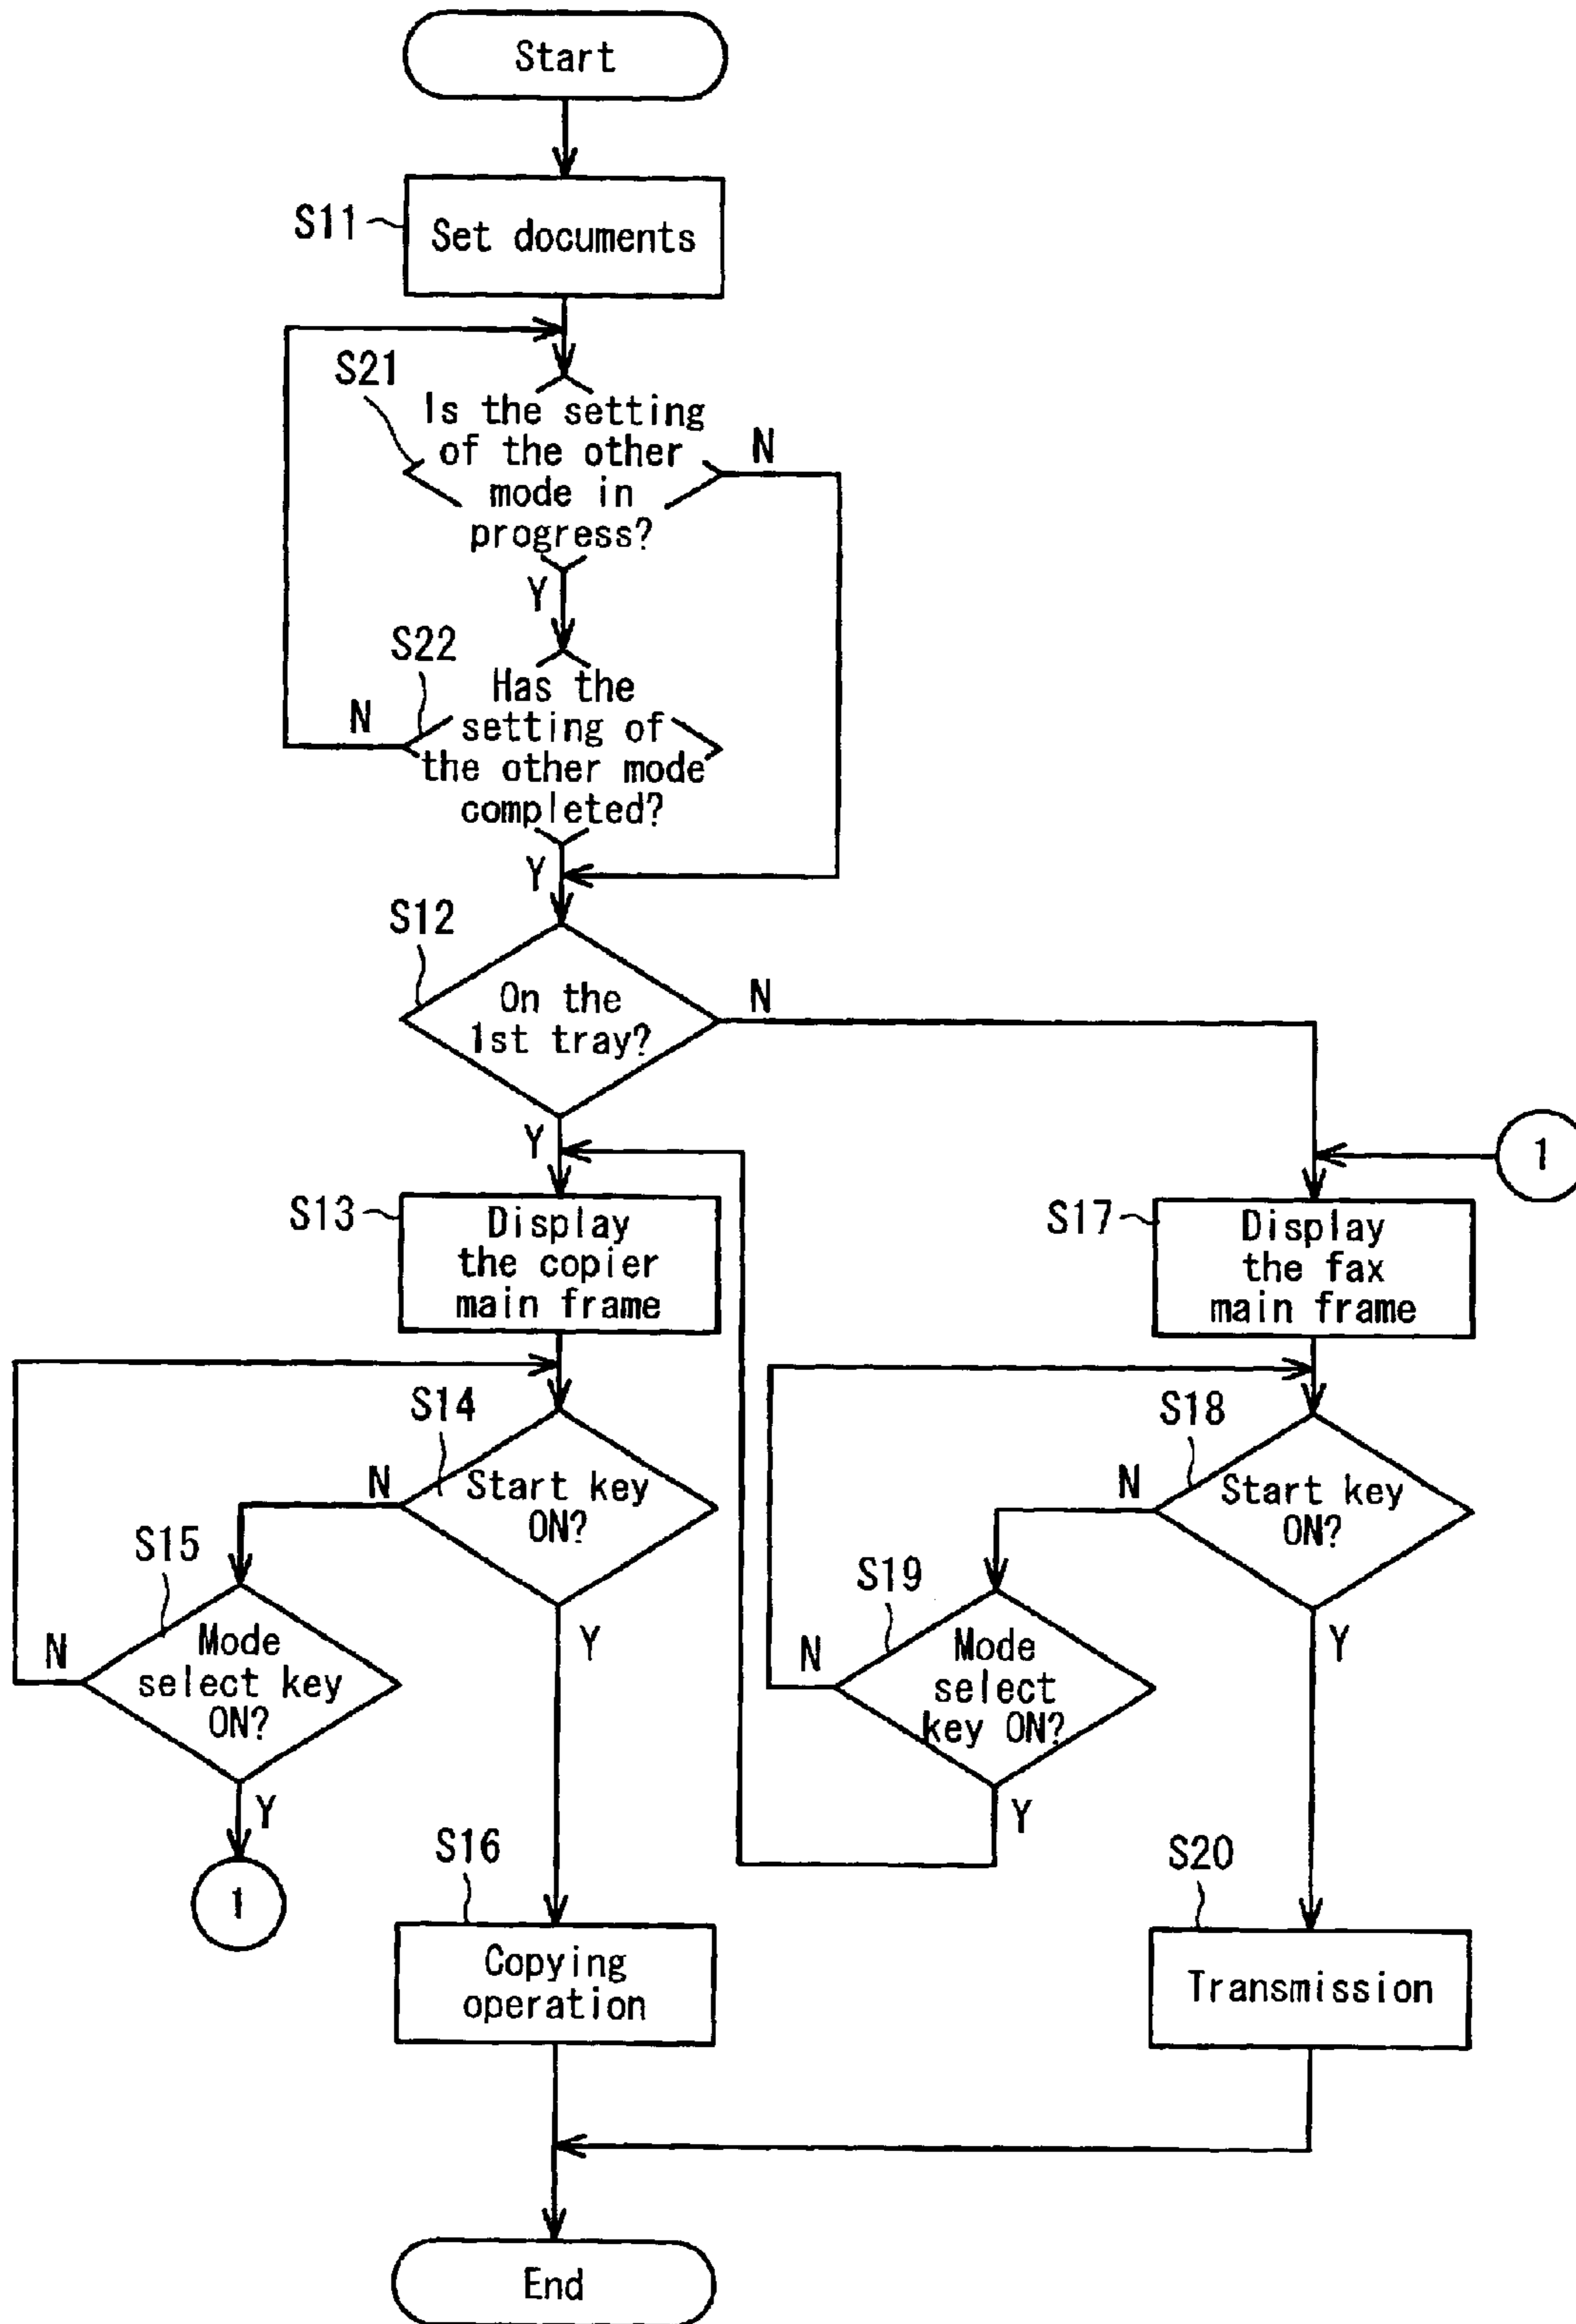 Start
S11
Set documents
S21
Is the setting
of the other
mode in
progress?
N
Y
S22
Has the
setting of
the other mode
completed?
N
Y
S12
On the
1st tray?
N
Y
1
S13
Display
the copier
main frame
S17
Display
the fax
main frame
S14
Start key
ON?
N
Y
S18
Start key
ON?
N
Y
S15
Mode
select key
ON?
N
Y
1
S19
Mode
select
key ON?
N
Y
S16
Copying
operation
S20
Transmission
End